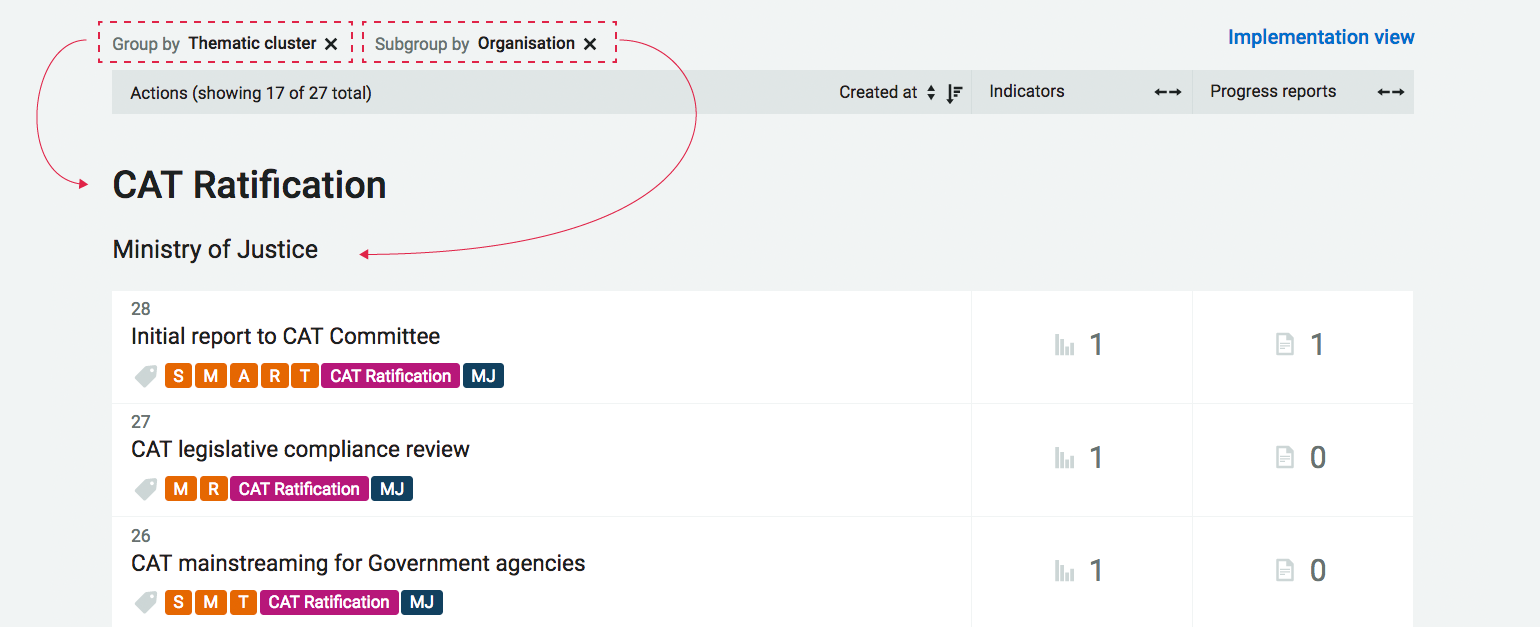 Group by Thematic cluster × Subgroup by Organisation ×
Implementation view
Actions (showing 17 of 27 total) Created at Indicators Progress reports
CAT Ratification
Ministry of Justice
28
Initial report to CAT Committee
S M A R T CAT Ratification MJ
1 1
27
CAT legislative compliance review
M R CAT Ratification MJ
1 0
26
CAT mainstreaming for Government agencies
S M T CAT Ratification MJ
1 0